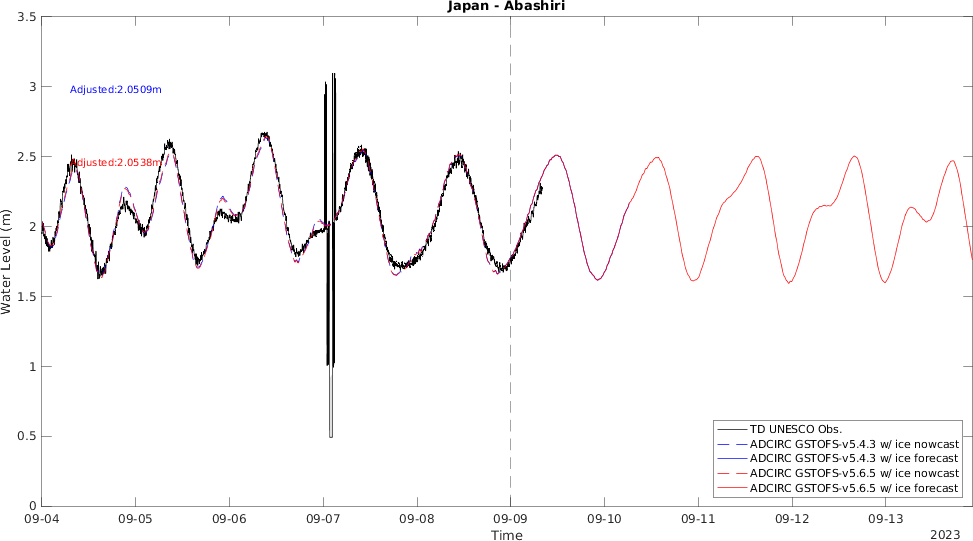 Japan - Abashiri
3.5
3
2.5
2
1.5
1
0.5
0
Water Level (m)
Adjusted:2.0509m
Adjusted:2.0538m
TD UNESCO Obs.
ADCIRC GSTOFS-v5.4.3 w/ ice nowcast
ADCIRC GSTOFS-v5.4.3 w/ ice forecast
ADCIRC GSTOFS-v5.6.5 w/ ice nowcast
ADCIRC GSTOFS-v5.6.5 w/ ice forecast
09-04 09-05 09-06 09-07 09-08 09-09 09-10 09-11 09-12 09-13
Time
2023